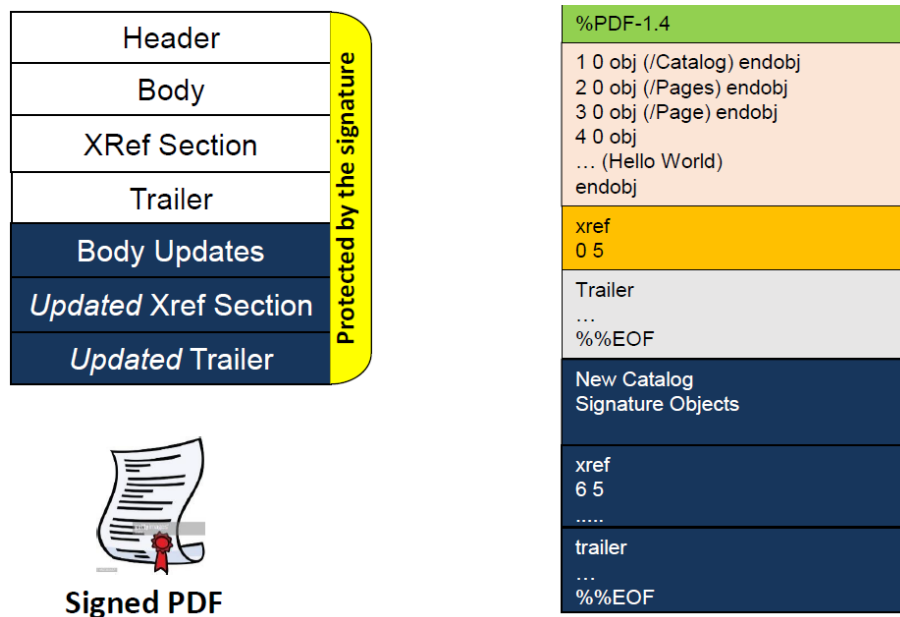 Header
Body
XRef Section
Trailer
Body Updates
Updated Xref Section
Updated Trailer
Protected by the signature
Signed PDF
%PDF-1.4
1 0 obj (/Catalog) endobj
2 0 obj (/Pages) endobj
3 0 obj (/Page) endobj
4 0 obj
… (Hello World)
endobj
xref
0 5
Trailer
…
%%EOF
New Catalog
Signature Objects
xref
6 5
.....
trailer
…
%%EOF